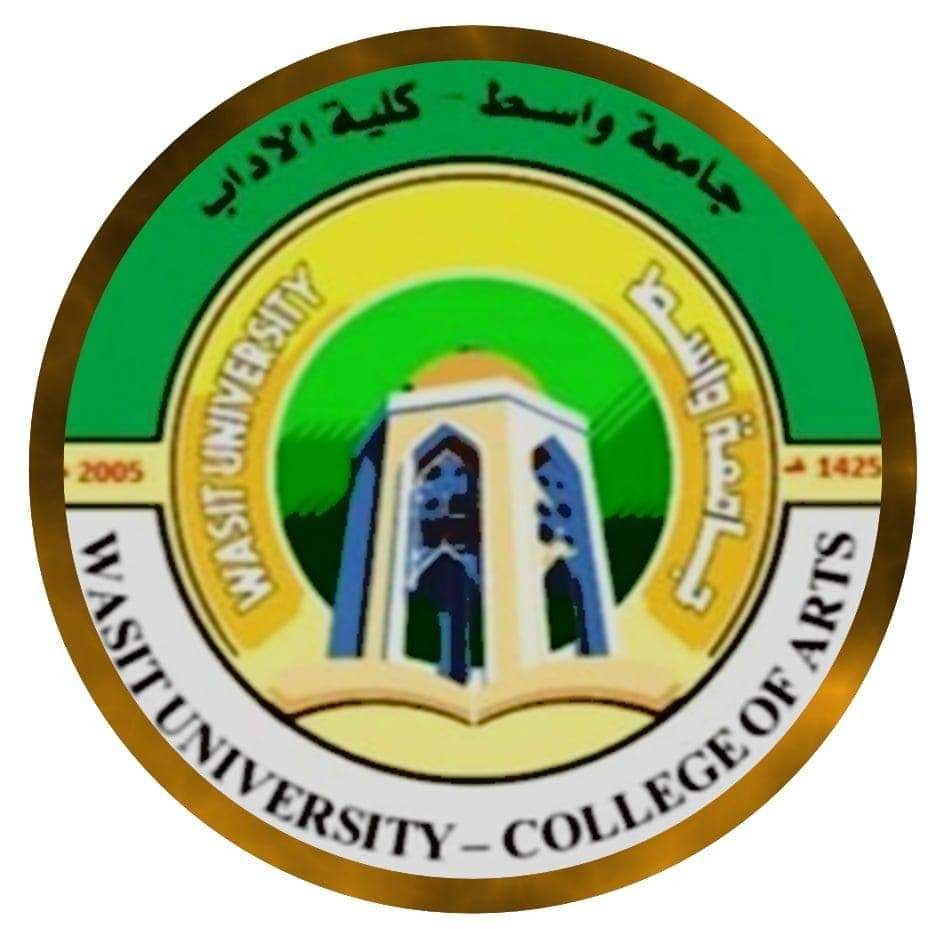 جامعة واسط - كلية الاداب
WASIT UNIVERSITY
جامعة واسط
2005
1425 هـ
WASIT UNIVERSITY – COLLEGE OF ARTS